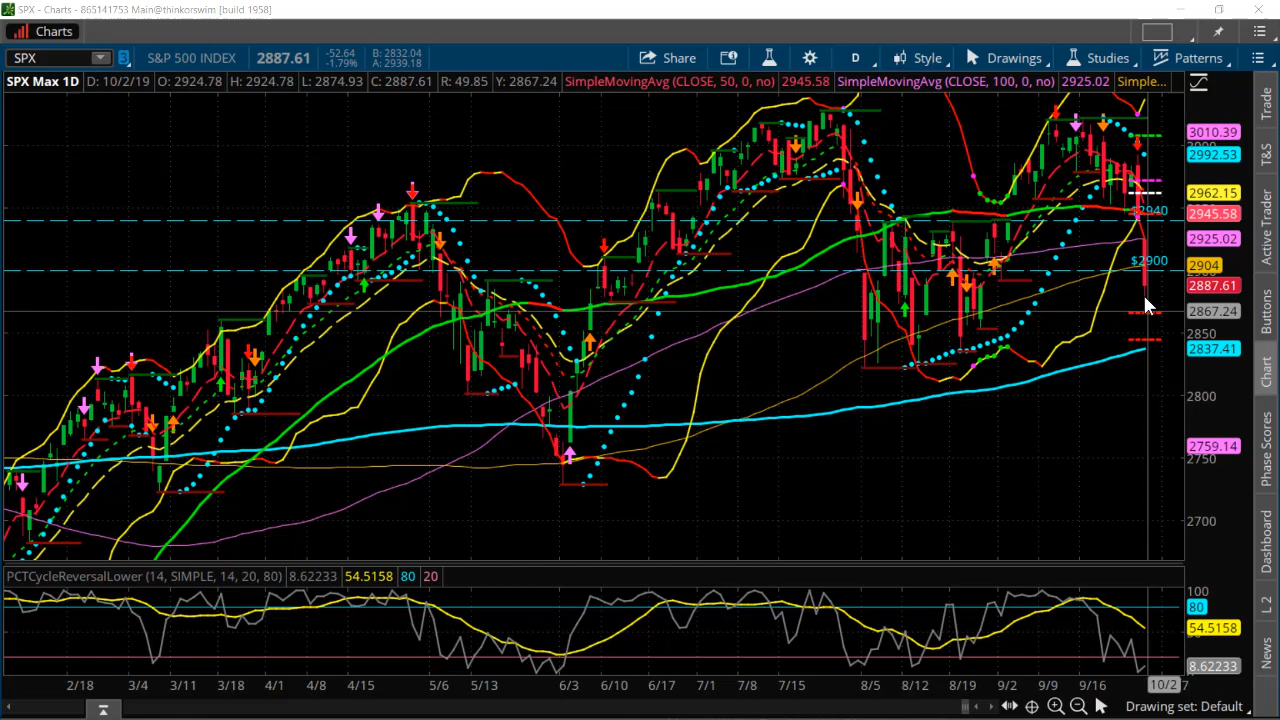 SPX - Charts - 865141753 Main@thinkorswim [build 1958]
Charts
SPX 3 S&P 500 INDEX 2887.61 -52.64 -1.79% B: 2832.04 A: 2939.18 Share D Style Drawings Studies Patterns
SPX Max 1D D: 10/2/19 O: 2924.78 H: 2924.78 L: 2874.93 C: 2887.61 R: 49.85 Y: 2867.24 SimpleMovingAvg (CLOSE, 50, 0, no) 2945.58 SimpleMovingAvg (CLOSE, 100, 0, no) 2925.02 Simple...
3010.39
2992.53
2962.15
2945.58
$2940
2925.02
$2900
2904
2887.61
2867.24
2850
2837.41
2800
2759.14
2750
2700
PCTCycleReversalLower (14, SIMPLE, 14, 20, 80) 8.62233 54.5158 80 20
100
80
54.5158
8.62233
2/18 3/4 3/11 3/18 4/1 4/8 4/15 5/6 5/13 6/3 6/10 6/17 7/1 7/8 7/15 8/5 8/12 8/19 9/2 9/9 9/16 10/2 7
Drawing set: Default
Trade
T&S
Active Trader
Buttons
Chart
Phase Scores
Dashboard
L 2
News